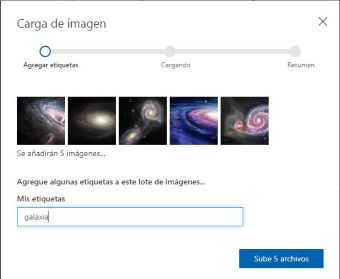 Carga de imagen
Agregar etiquetas
Cargando
Resumen
Se añadirán 5 imágenes...
Agregue algunas etiquetas a este lote de imágenes...
Mis etiquetas
galaxia
Sube 5 archivos